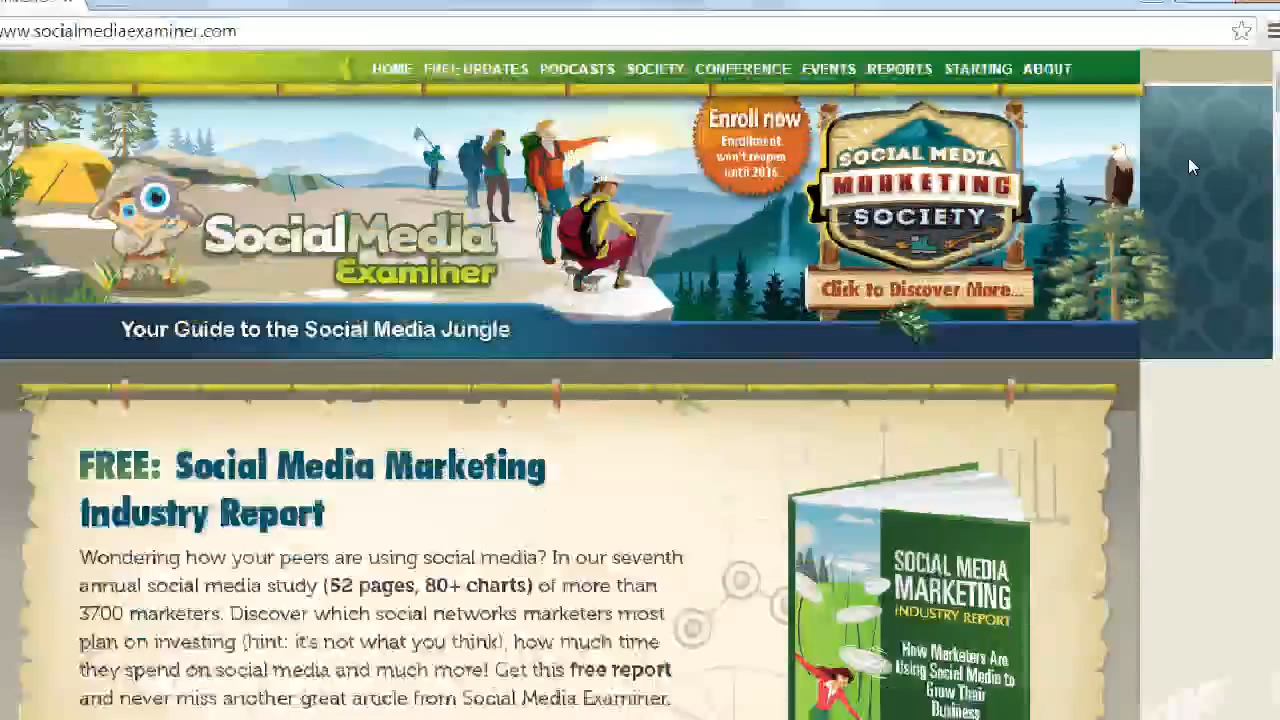 www.socialmediaexaminer.com
HOME FREE UPDATES PODCASTS SOCIETY CONFERENCE EVENTS REPORTS STARTING ABOUT
Enroll now
Enrollment
won't reopen
until 2016
SOCIAL MEDIA
MARKETING
SOCIETY
Click to Discover More...
SocialMedia
Examiner
Your Guide to the Social Media Jungle
FREE: Social Media Marketing
Industry Report
Wondering how your peers are using social media? In our seventh
annual social media study (52 pages, 80+ charts) of more than
3700 marketers. Discover which social networks marketers most
plan on investing (hint: it's not what you think), how much time
they spend on social media and much more! Get this free report
and never miss another great article from Social Media Examiner.
SOCIAL MEDIA
MARKETING
INDUSTRY REPORT
How Marketers Are
Using Social Media to
Grow Their
Business